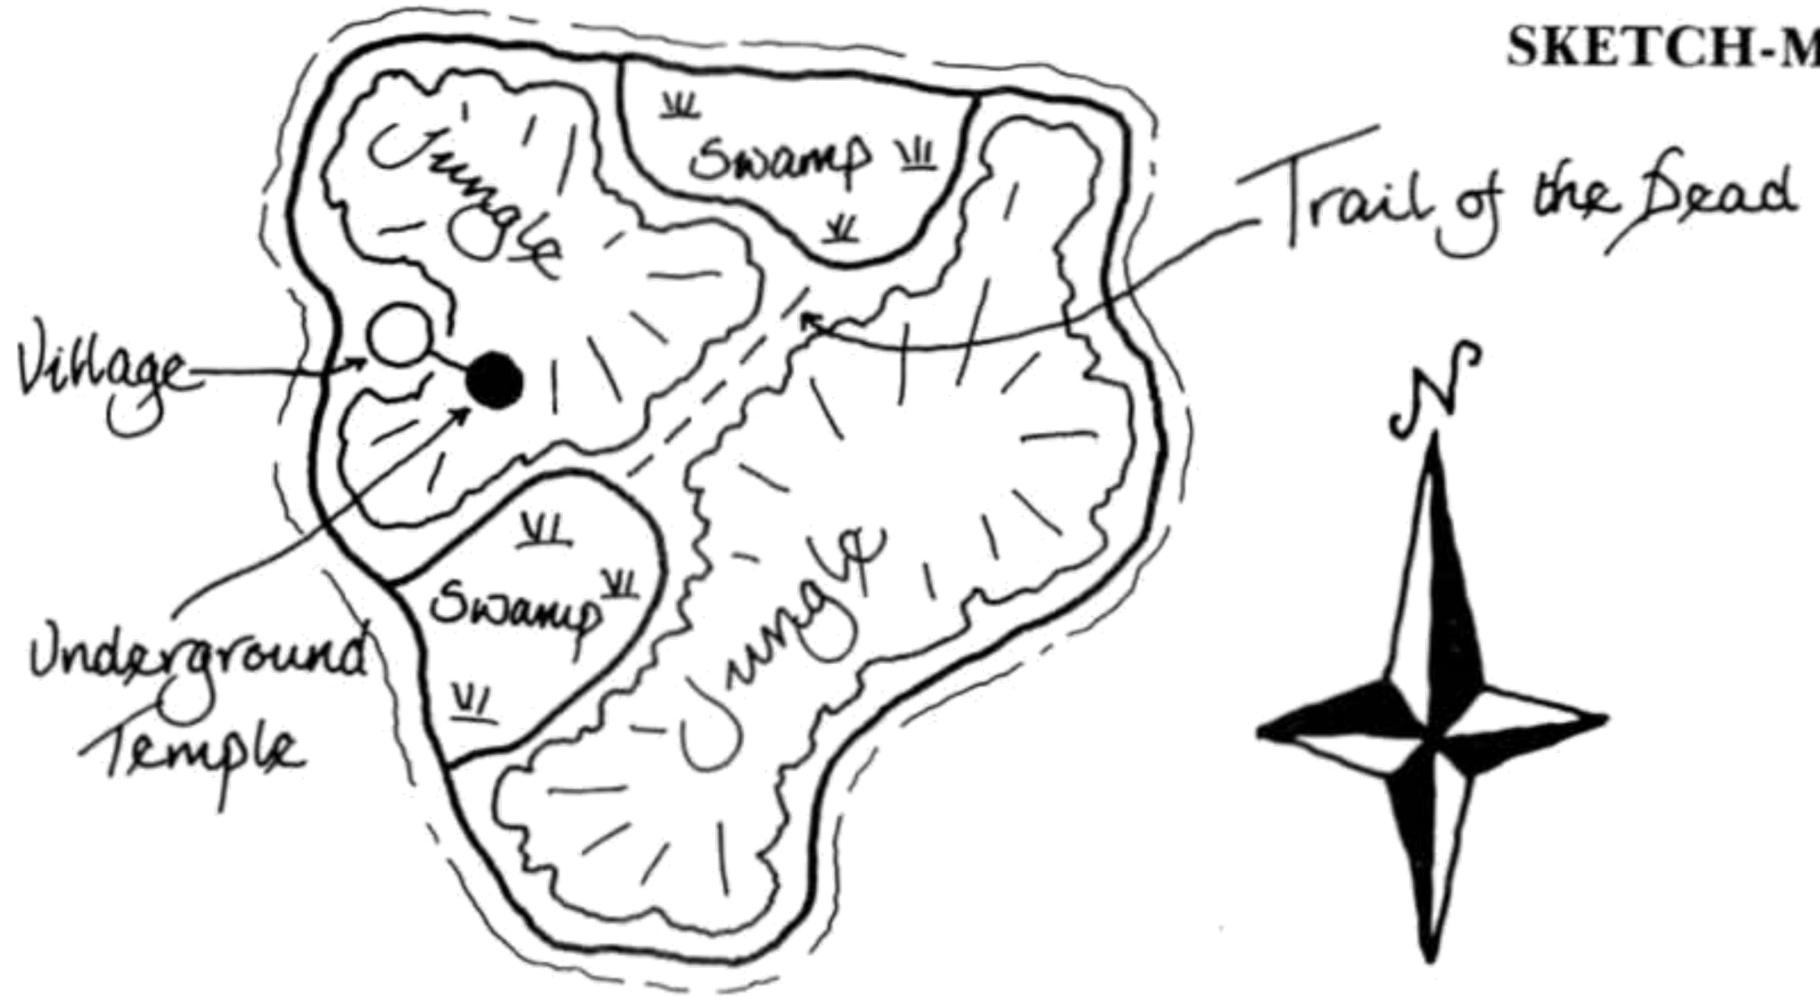 SKETCH-M
Jungle
Swamp
Trail of the Dead
Village
N
Swamp
Jungle
Underground
Temple